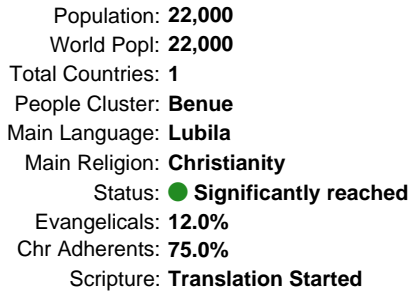 Population: 22,000
World Popl: 22,000
Total Countries: 1
People Cluster: Benue
Main Language: Lubila
Main Religion: Christianity
Status: Significantly reached
Evangelicals: 12.0%
Chr Adherents: 75.0%
Scripture: Translation Started